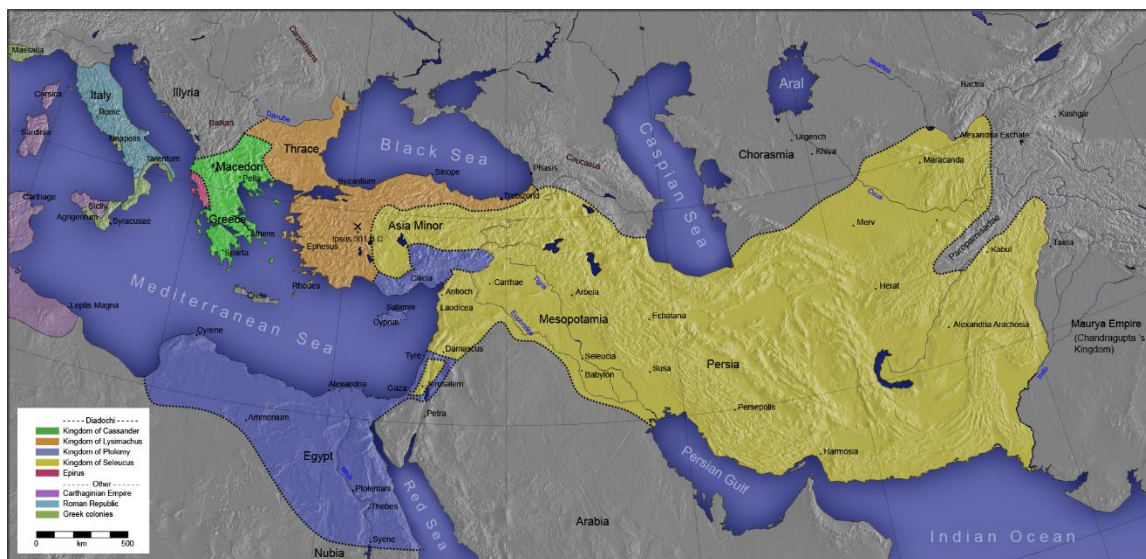 Massalia
Corsica
Sardinia
Italy
Rome
Neapolis
Tarentum
Sicily
Agrigentum
Syracusae
Carthage
Leptis Magna
Illyria
Carpathians
Balkan
Danube
Macedon
Pella
Greece
Athens
Sparta
Crete
Rhodes
Thrace
Byzantium
Black Sea
Sinope
Trebizond
Phasis
Caucasus
Ephesus
Ipsus 301 B.C
Asia Minor
Cilicia
Salamis
Cyprus
Mediterranean Sea
Cyrene
Alexandria
Ammonium
Egypt
Nile
Ptolemais
Thebes
Syene
Nubia
Red Sea
Gaza
Jerusalem
Petra
Tyre
Damascus
Antioch
Laodicea
Carrhae
Arbela
Tigris
Euphrates
Mesopotamia
Seleucia
Babylon
Ecbatana
Susa
Persia
Persepolis
Harmosia
Persian Gulf
Arabia
Caspian Sea
Aral
Urgench
Khiva
Chorasmia
Iaxartes
Oxus
Bactra
Kashgar
Alexandria Eschate
Maracanda
Merv
Herat
Paropamisadae
Kabul
Taxila
Alexandria Arachosia
Maurya Empire
(Chandragupta 's
Kingdom)
Indo
Indian Ocean
Diadochi
Kingdom of Cassander
Kingdom of Lysimachus
Kingdom of Ptolemy
Kingdom of Seleucus
Epirus
Other
Carthaginian Empire
Roman Republic
Greek colonies
0 km 500